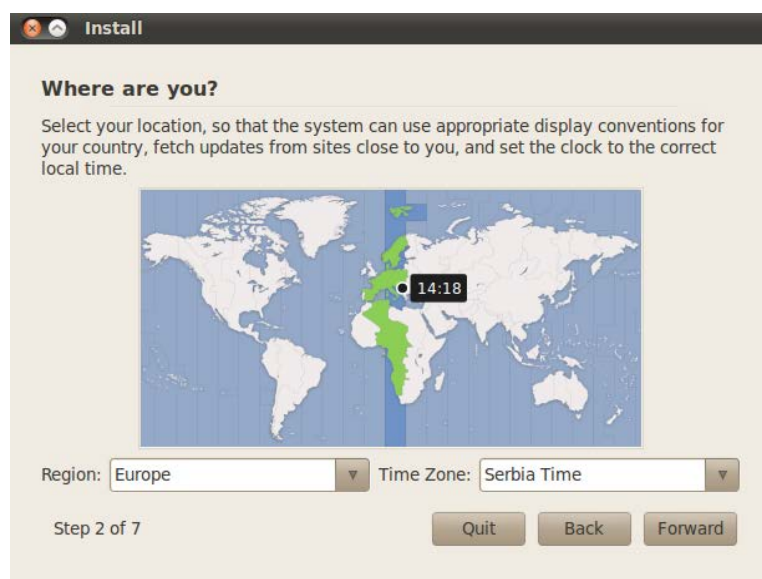 Install
Where are you?
Select your location, so that the system can use appropriate display conventions for
your country, fetch updates from sites close to you, and set the clock to the correct
local time.
14:18
Region: Europe Time Zone: Serbia Time
Step 2 of 7 Quit Back Forward